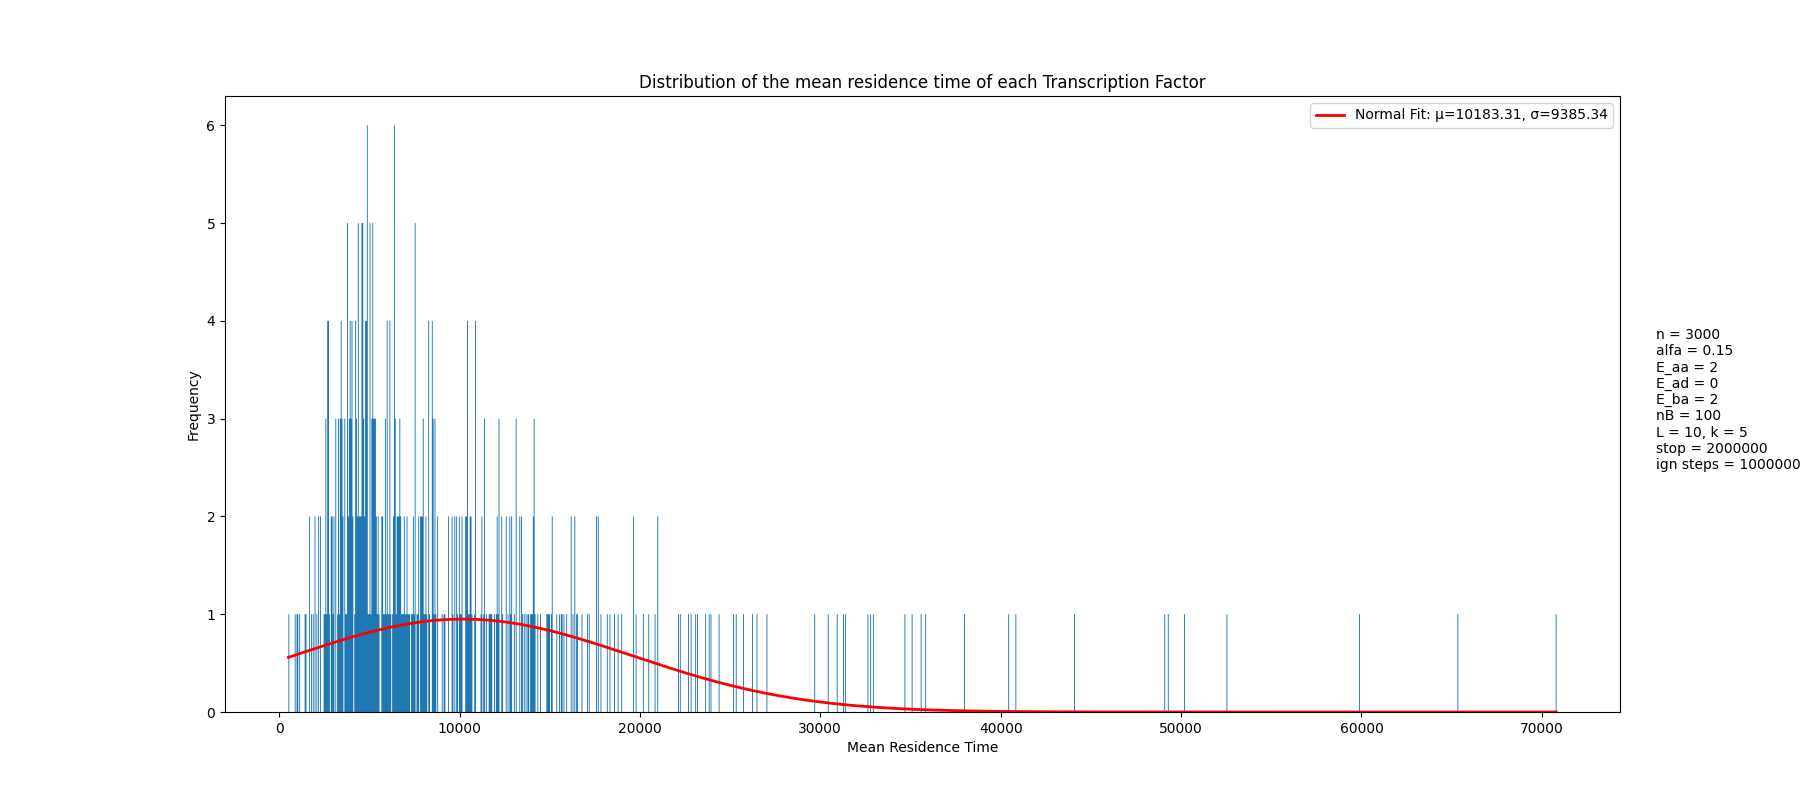 Distribution of the mean residence time of each Transcription Factor
Normal Fit: μ=10183.31, σ=9385.34
6
5
4
3
2
1
0
Frequency
0 10000 20000 30000 40000 50000 60000 70000
Mean Residence Time
n = 3000
alfa = 0.15
E_aa = 2
E_ad = 0
E_ba = 2
nB = 100
L = 10, k = 5
stop = 2000000
ign steps = 1000000